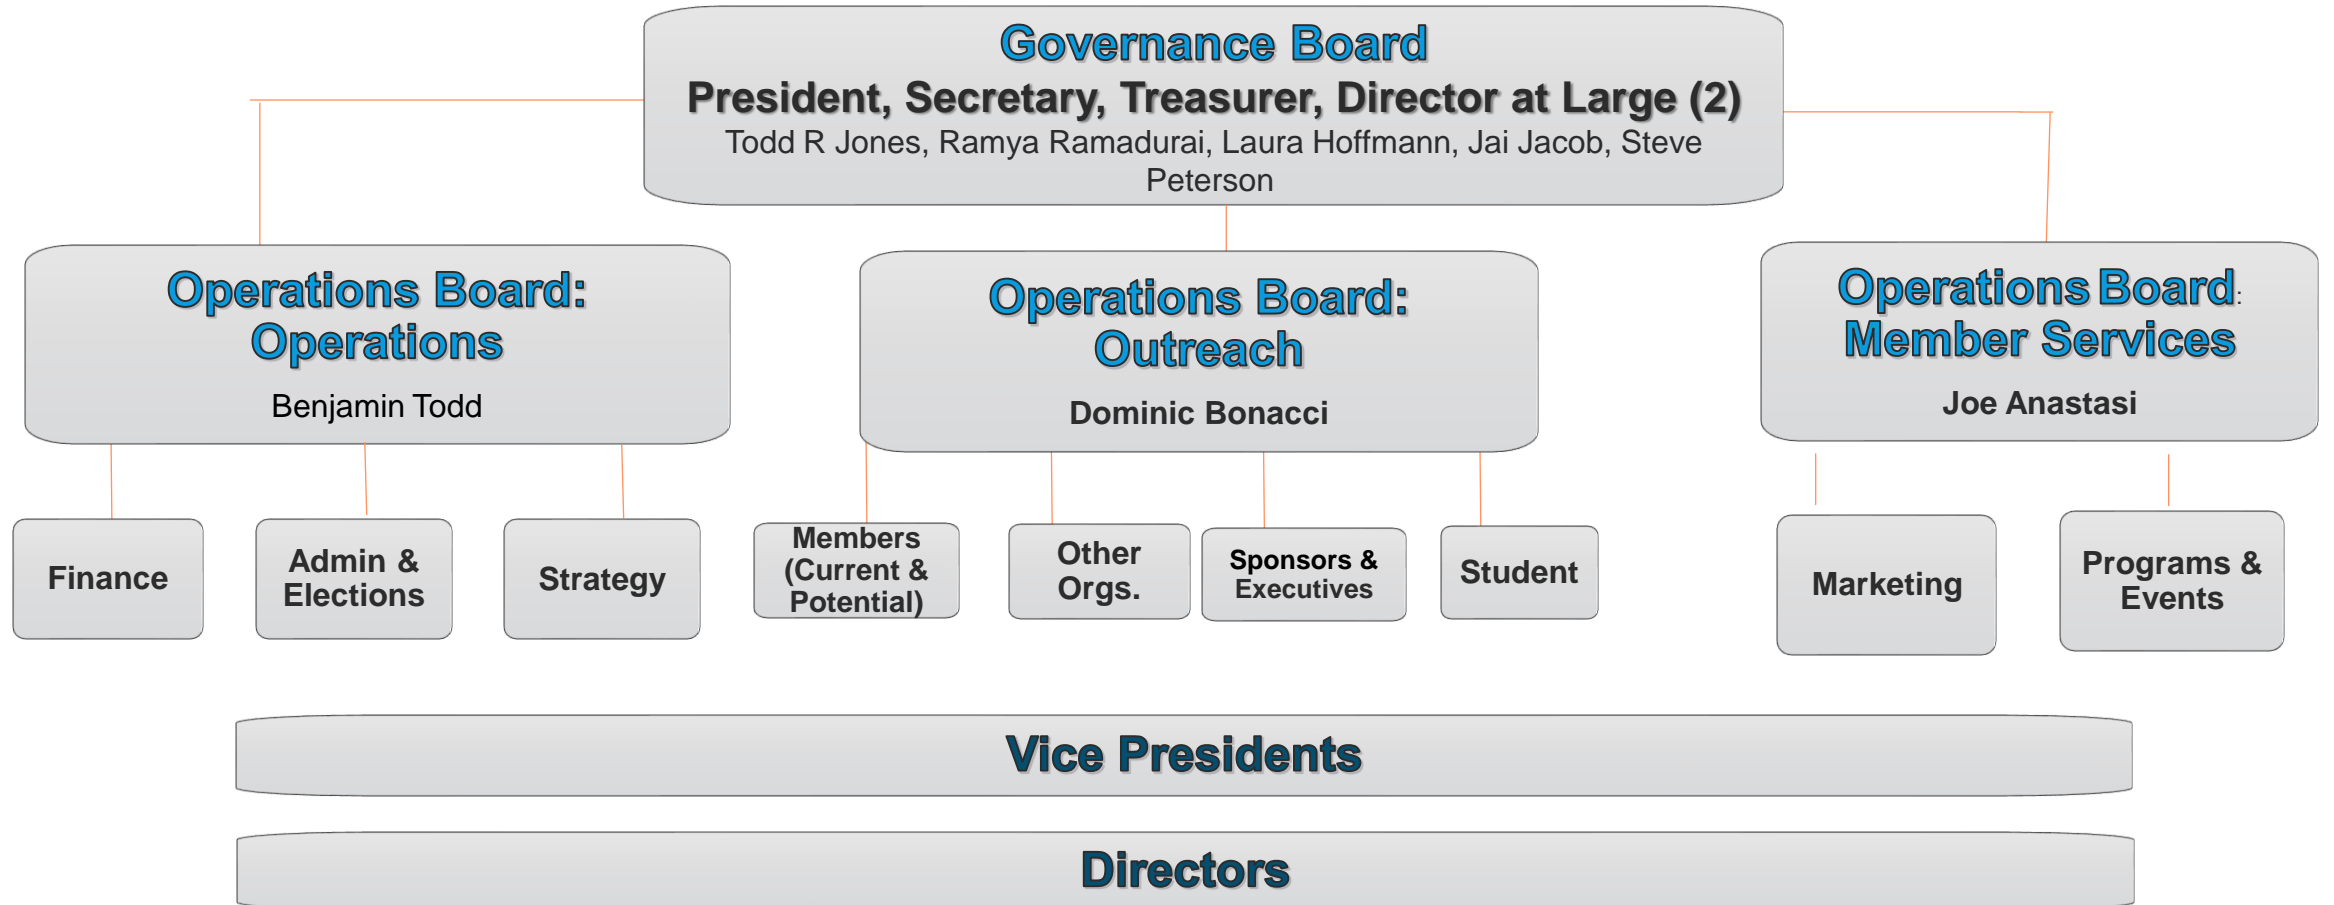 Governance Board
President, Secretary, Treasurer, Director at Large (2)
Todd R Jones, Ramya Ramadurai, Laura Hoffmann, Jai Jacob, Steve
Peterson
Operations Board:
Operations
Benjamin Todd
Operations Board:
Outreach
Dominic Bonacci
Operations Board:
Member Services
Joe Anastasi
Finance
Admin &
Elections
Strategy
Members
(Current &
Potential)
Other
Orgs.
Sponsors &
Executives
Student
Marketing
Programs &
Events
Vice Presidents
Directors